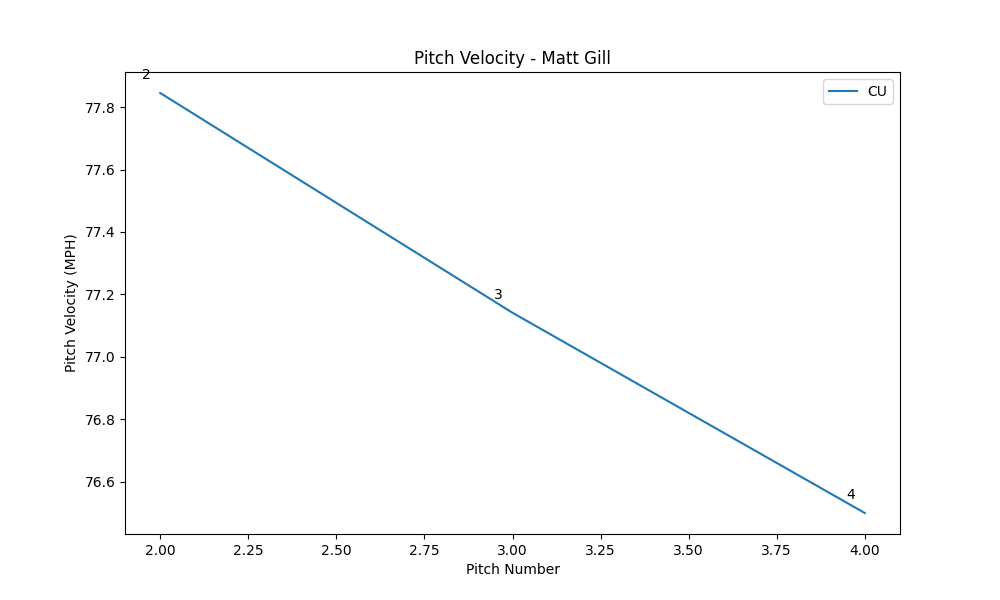 Pitch Velocity - Matt Gill
CU
2
3
4
77.8
77.6
77.4
77.2
77.0
76.8
76.6
Pitch Velocity (MPH)
2.00 2.25 2.50 2.75 3.00 3.25 3.50 3.75 4.00
Pitch Number